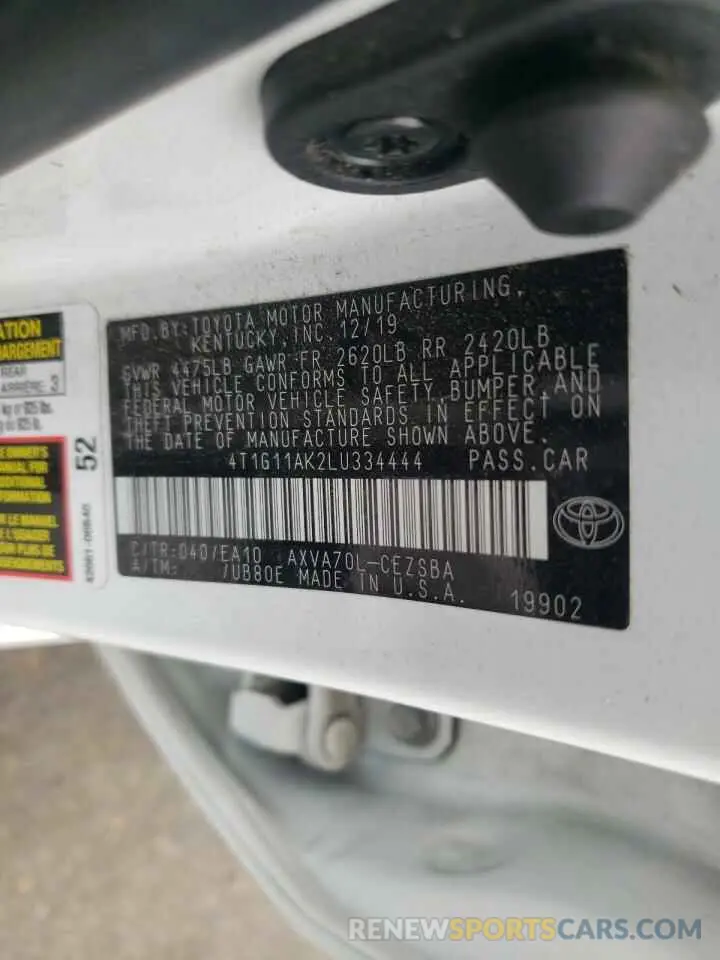 MFD. BY: TOYOTA MOTOR MANUFACTURING,
KENTUCKY, INC. 12/19
GVWR 4475LB GAWR FR 2620LB RR 2420LB
THIS VEHICLE CONFORMS TO ALL APPLICABLE
FEDERAL MOTOR VEHICLE SAFETY, BUMPER, AND
THEFT PREVENTION STANDARDS IN EFFECT ON
THE DATE OF MANUFACTURE SHOWN ABOVE.
4T1G11AK2LU334444 PASS. CAR
C/TR: 040/EA10 AXVA70L-CEZSBA
A/TM: 7UB80E MADE IN U.S.A. 19902
REAR
3
52
RENEWSPORTSCARS.COM